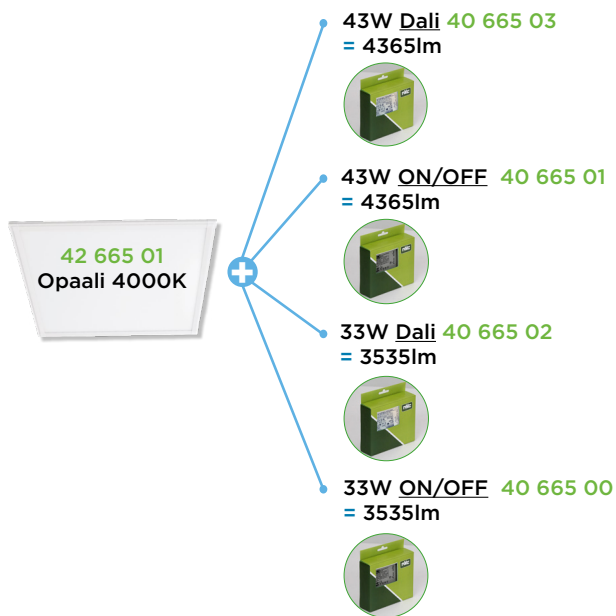 43W Dali 40 665 03
= 4365lm
43W ON/OFF 40 665 01
= 4365lm
42 665 01
Opaali 4000K
33W Dali 40 665 02
= 3535lm
33W ON/OFF 40 665 00
= 3535lm